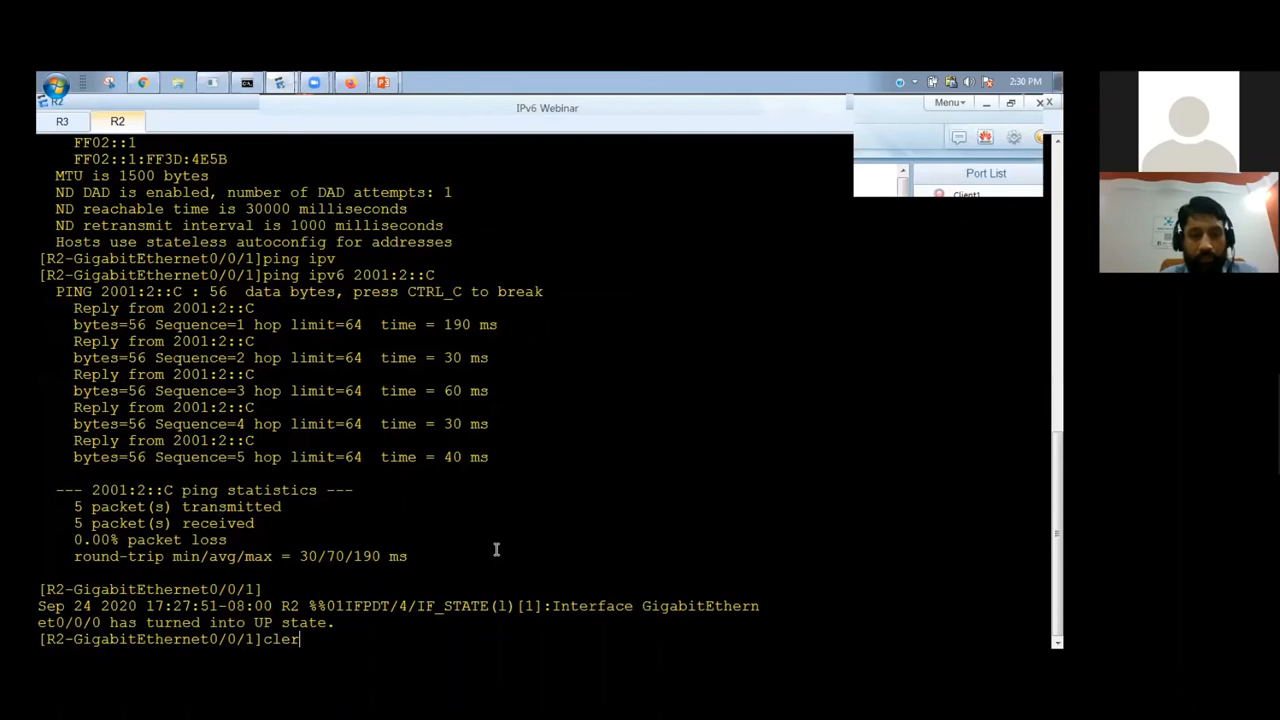 2:30 PM
R2
IPv6 Webinar
Menu
R3
R2
Port List
Client1
FF02::1
FF02::1:FF3D:4E5B
MTU is 1500 bytes
ND DAD is enabled, number of DAD attempts: 1
ND reachable time is 30000 milliseconds
ND retransmit interval is 1000 milliseconds
Hosts use stateless autoconfig for addresses
[R2-GigabitEthernet0/0/1]ping ipv
[R2-GigabitEthernet0/0/1]ping ipv6 2001:2::C
PING 2001:2::C : 56  data bytes, press CTRL_C to break
Reply from 2001:2::C
bytes=56 Sequence=1 hop limit=64  time = 190 ms
Reply from 2001:2::C
bytes=56 Sequence=2 hop limit=64  time = 30 ms
Reply from 2001:2::C
bytes=56 Sequence=3 hop limit=64  time = 60 ms
Reply from 2001:2::C
bytes=56 Sequence=4 hop limit=64  time = 30 ms
Reply from 2001:2::C
bytes=56 Sequence=5 hop limit=64  time = 40 ms
--- 2001:2::C ping statistics ---
5 packet(s) transmitted
5 packet(s) received
0.00% packet loss
round-trip min/avg/max = 30/70/190 ms
[R2-GigabitEthernet0/0/1]
Sep 24 2020 17:27:51-08:00 R2 %%01IFPDT/4/IF_STATE(l)[1]:Interface GigabitEthern
et0/0/0 has turned into UP state.
[R2-GigabitEthernet0/0/1]cler